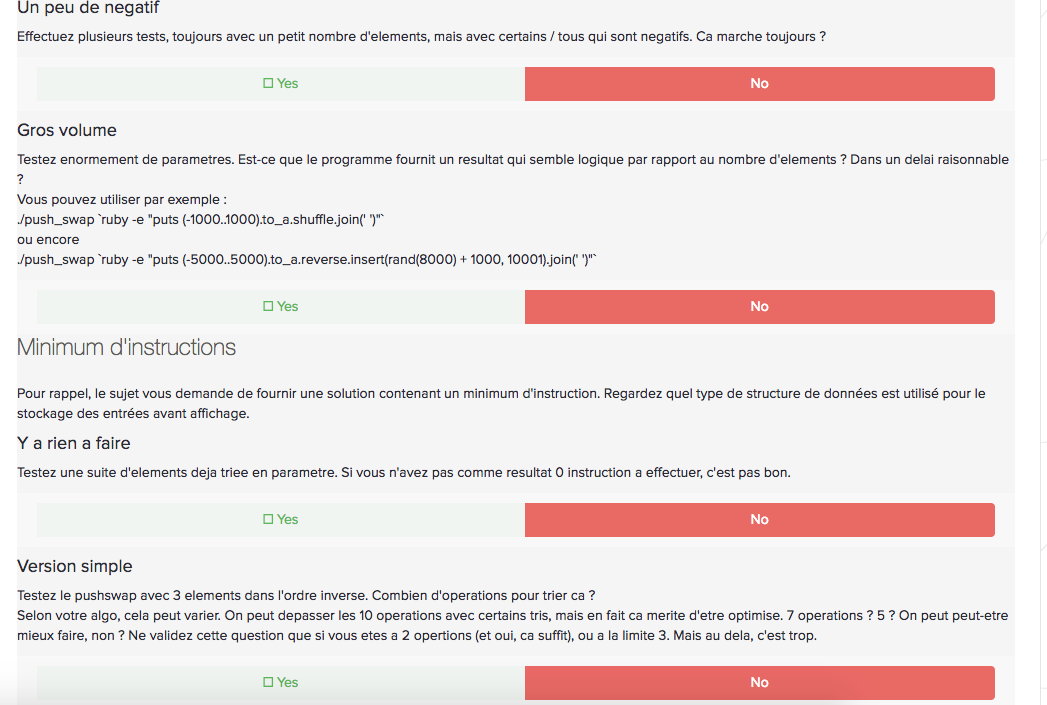 Un peu de negatif
Effectuez plusieurs tests, toujours avec un petit nombre d'elements, mais avec certains / tous qui sont negatifs. Ca marche toujours ?
Yes
No
Gros volume
Testez enormement de parametres. Est-ce que le programme fournit un resultat qui semble logique par rapport au nombre d'elements ? Dans un delai raisonnable
?
Vous pouvez utiliser par exemple :
./push_swap `ruby -e "puts (-1000..1000).to_a.shuffle.join(' ')"`
ou encore
./push_swap `ruby -e "puts (-5000..5000).to_a.reverse.insert(rand(8000) + 1000, 10001).join(' ')"`
Yes
No
Minimum d'instructions
Pour rappel, le sujet vous demande de fournir une solution contenant un minimum d'instruction. Regardez quel type de structure de données est utilisé pour le
stockage des entrées avant affichage.
Y a rien a faire
Testez une suite d'elements deja triee en parametre. Si vous n'avez pas comme resultat 0 instruction a effectuer, c'est pas bon.
Yes
No
Version simple
Testez le pushswap avec 3 elements dans l'ordre inverse. Combien d'operations pour trier ca ?
Selon votre algo, cela peut varier. On peut depasser les 10 operations avec certains tris, mais en fait ca merite d'etre optimise. 7 operations ? 5 ? On peut peut-etre
mieux faire, non ? Ne validez cette question que si vous etes a 2 opertions (et oui, ca suffit), ou a la limite 3. Mais au dela, c'est trop.
Yes
No